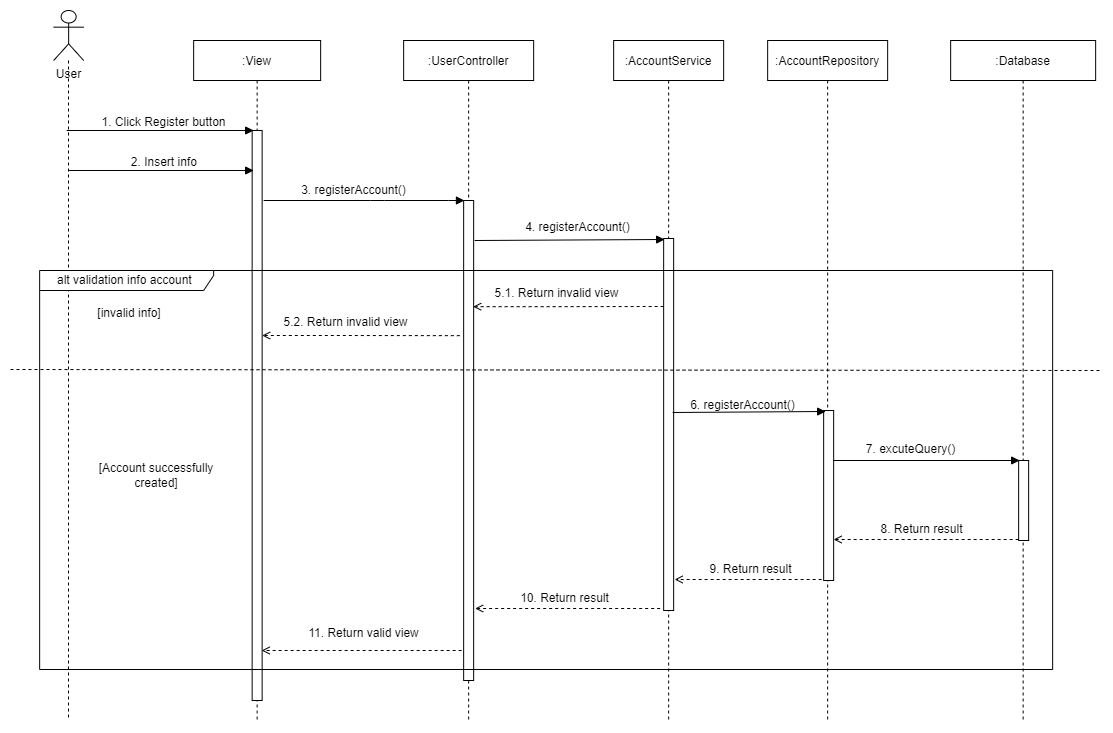 User
:View
:UserController
:AccountService
:AccountRepository
:Database
1. Click Register button
2. Insert info
3. registerAccount()
4. registerAccount()
alt validation info account
[invalid info]
5.1. Return invalid view
5.2. Return invalid view
6. registerAccount()
7. excuteQuery()
[Account successfully
created]
8. Return result
9. Return result
10. Return result
11. Return valid view